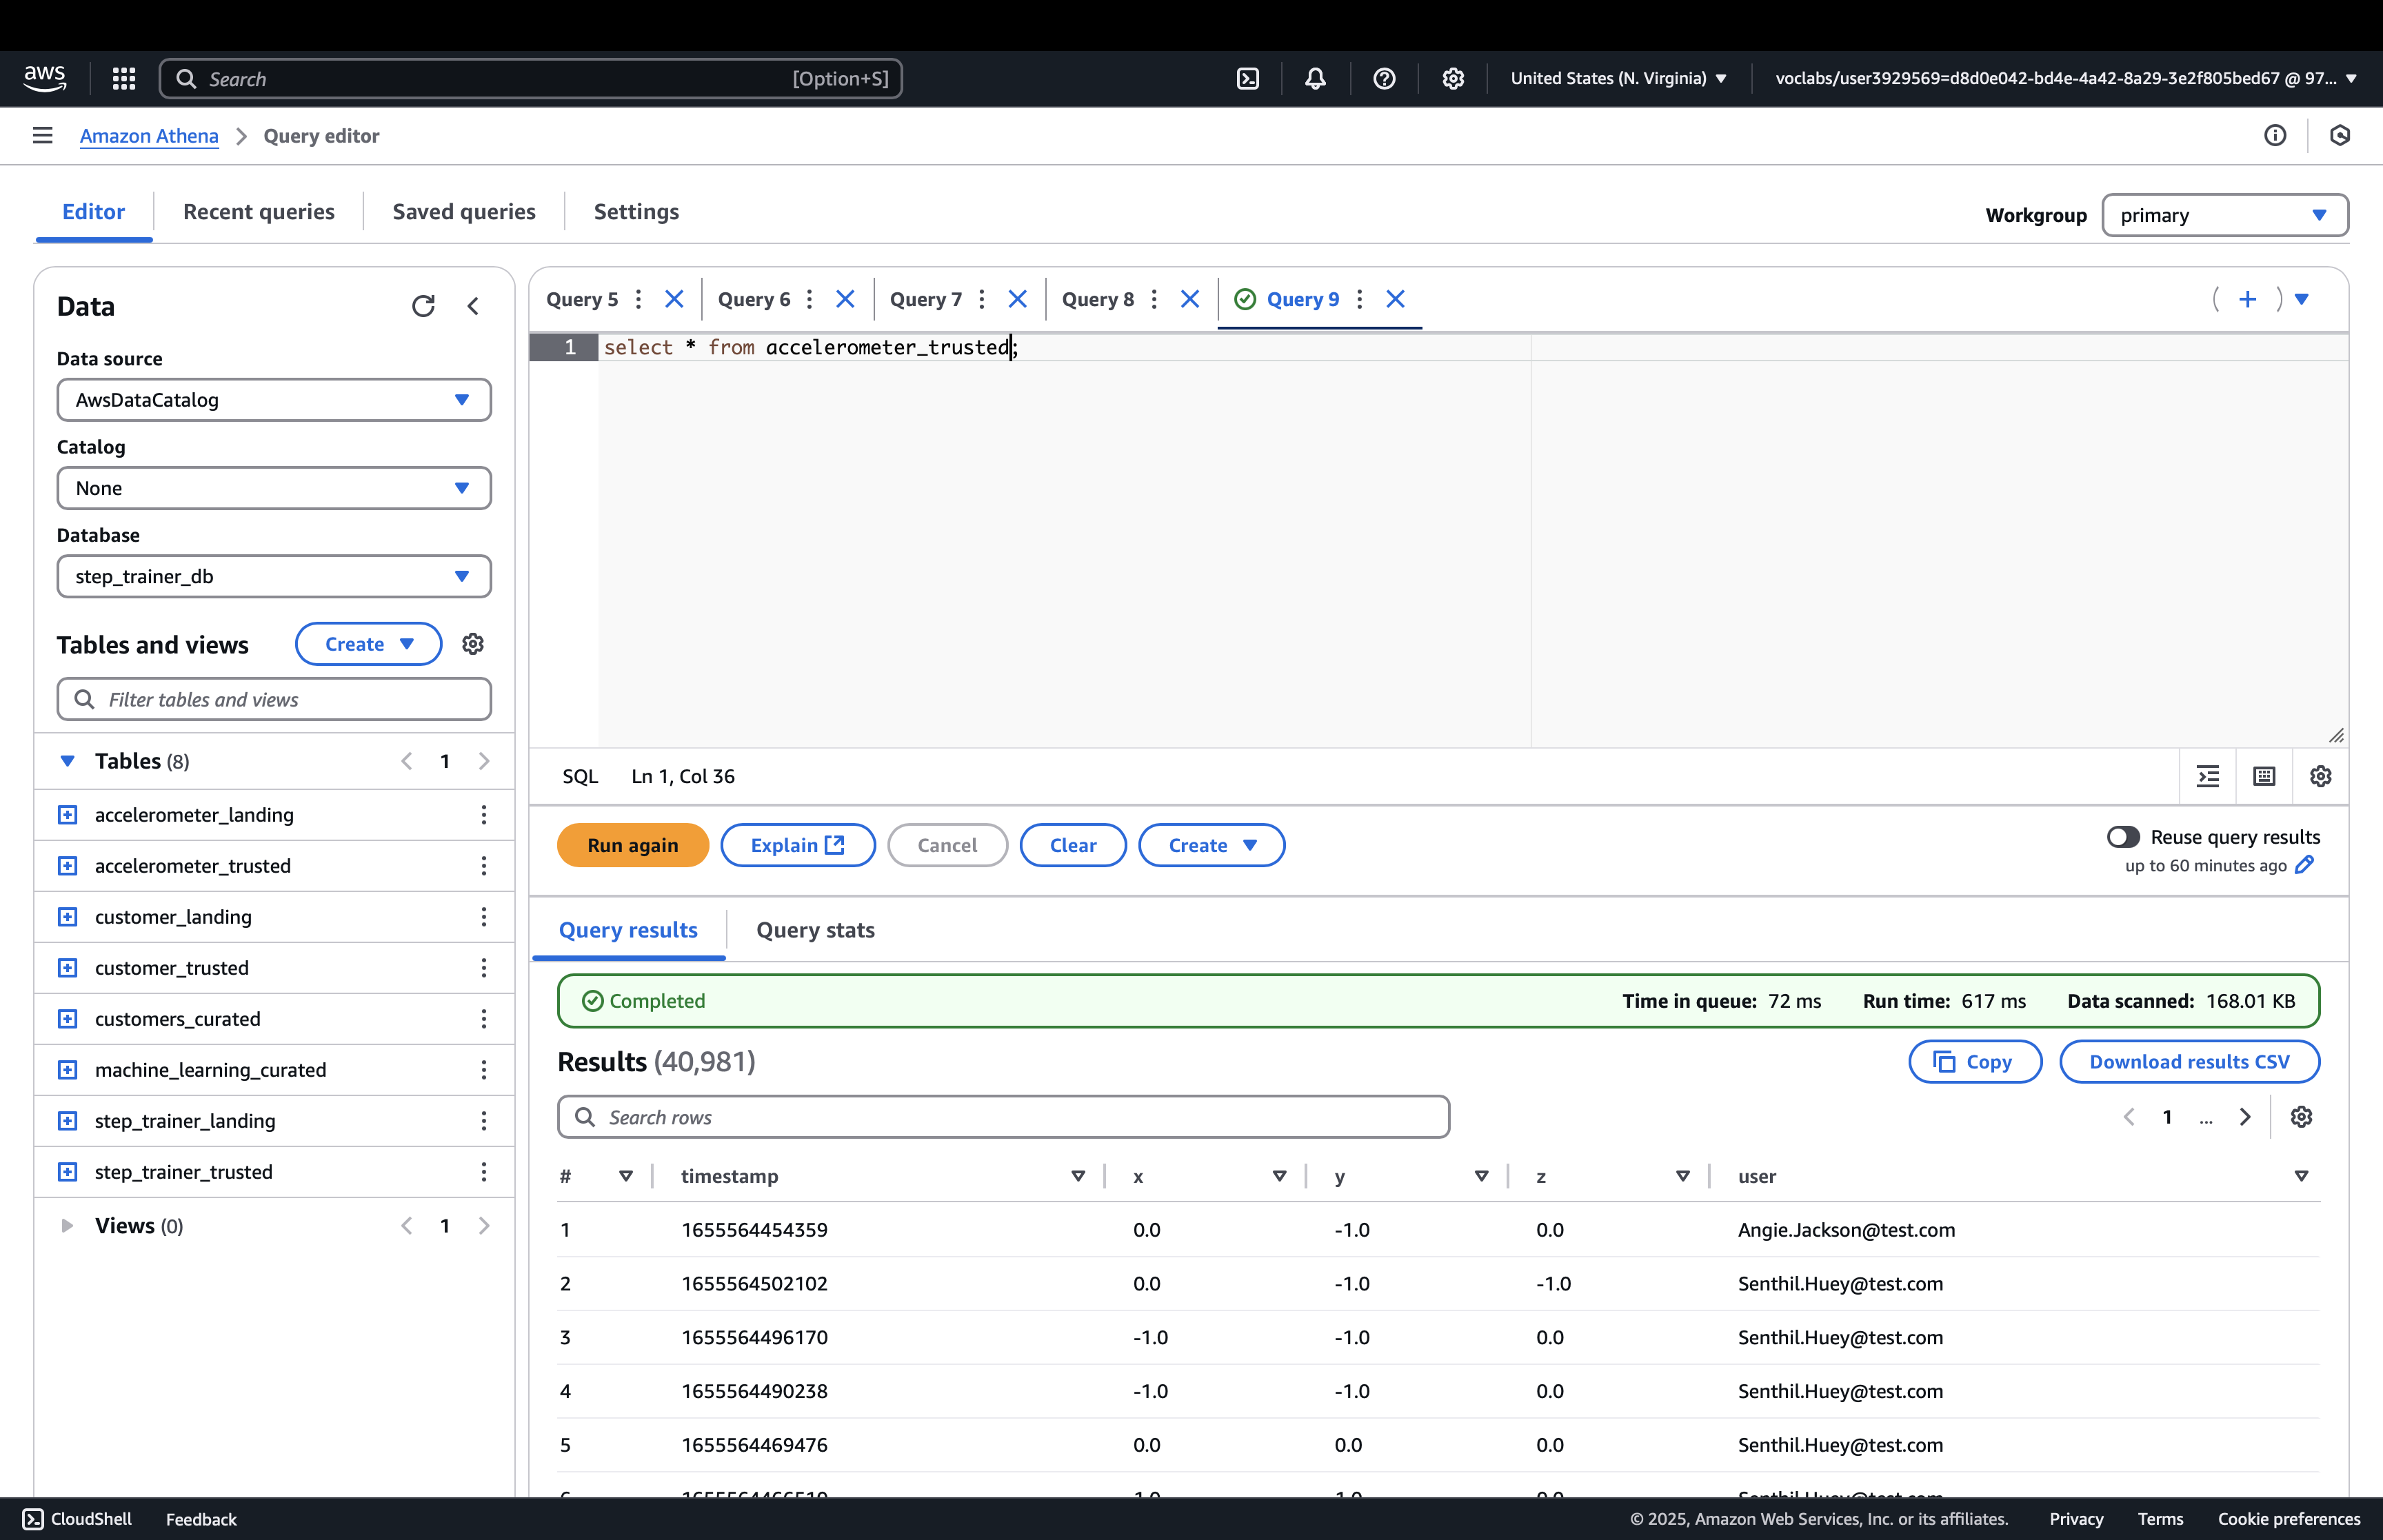 aws
Search [Option+S]
United States (N. Virginia)
voclabs/user3929569=d8d0e042-bd4e-4a42-8a29-3e2f805bed67 @ 97...
Amazon Athena > Query editor
Editor
Recent queries
Saved queries
Settings
Workgroup
primary
Data
Data source
AwsDataCatalog
Catalog
None
Database
step_trainer_db
Tables and views
Create
Filter tables and views
Tables (8)
1
accelerometer_landing
accelerometer_trusted
customer_landing
customer_trusted
customers_curated
machine_learning_curated
step_trainer_landing
step_trainer_trusted
Views (0)
1
Query 5
Query 6
Query 7
Query 8
Query 9
1 select * from accelerometer_trusted;
SQL Ln 1, Col 36
Run again
Explain
Cancel
Clear
Create
Reuse query results
up to 60 minutes ago
Query results
Query stats
Completed
Time in queue: 72 ms
Run time: 617 ms
Data scanned: 168.01 KB
Results (40,981)
Copy
Download results CSV
Search rows
1 ...
# timestamp x y z user
1 1655564454359 0.0 -1.0 0.0 Angie.Jackson@test.com
2 1655564502102 0.0 -1.0 -1.0 Senthil.Huey@test.com
3 1655564496170 -1.0 -1.0 0.0 Senthil.Huey@test.com
4 1655564490238 -1.0 -1.0 0.0 Senthil.Huey@test.com
5 1655564469476 0.0 0.0 0.0 Senthil.Huey@test.com
CloudShell
Feedback
© 2025, Amazon Web Services, Inc. or its affiliates.
Privacy
Terms
Cookie preferences